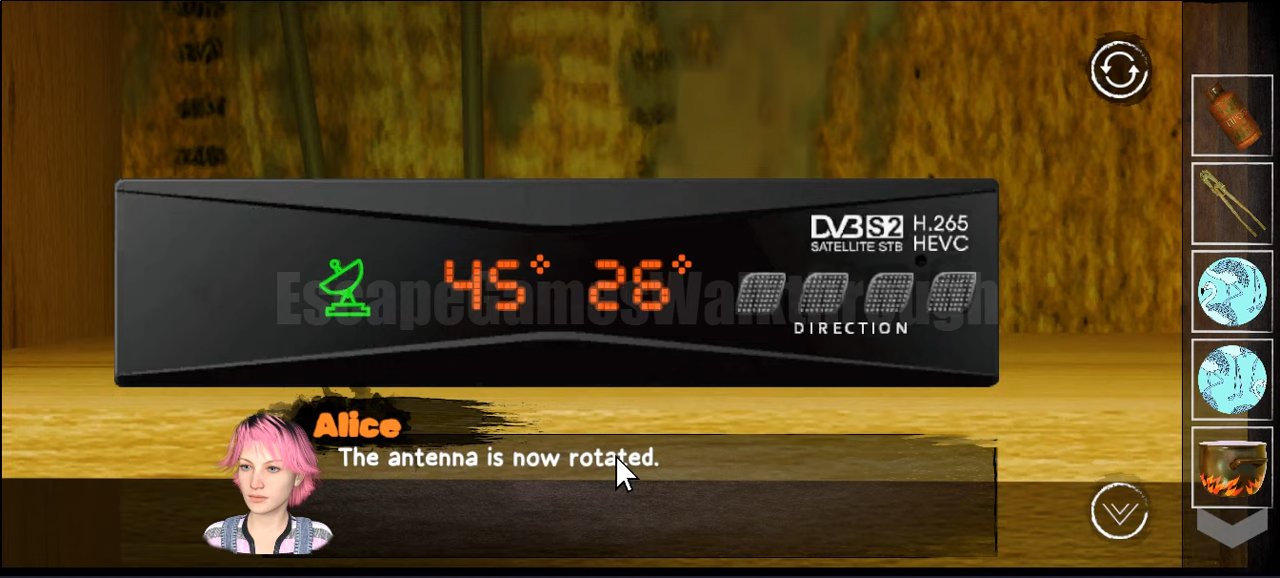 DVB S2 H.265
SATELLITE STB HEVC
45° 26°
EscapeGamesWalkthrough
DIRECTION
Alice
The antenna is now rotated.